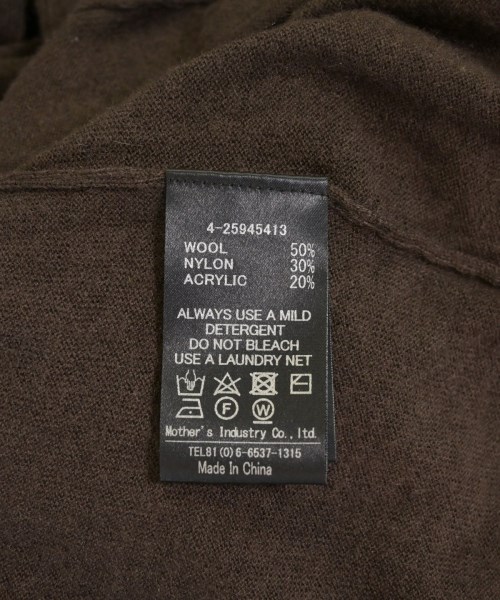 4-25945413
WOOL 50%
NYLON 30%
ACRYLIC 20%
ALWAYS USE A MILD
DETERGENT
DO NOT BLEACH
USE A LAUNDRY NET
F W
Mother's Industry Co., ltd.
TEL81(0)6-6537-1315
Made In China